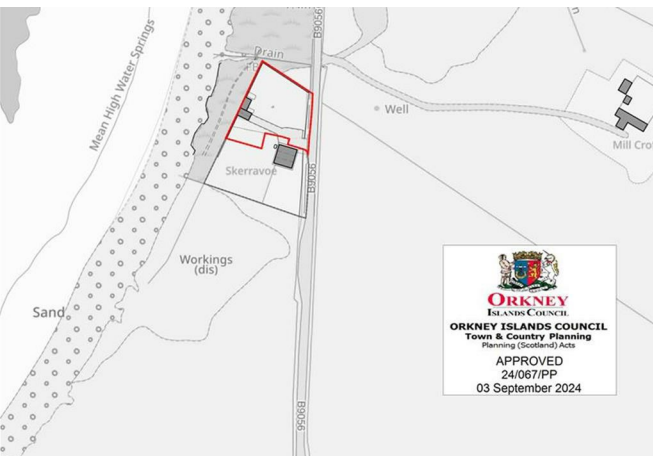 B9056
Drain
Mean High Water Springs
Well
Mill Cro
Skerravoe
B9056
Workings
(dis)
Sand
B9056
ORKNEY
ISLANDS COUNCIL
ORKNEY ISLANDS COUNCIL
Town & Country Planning
Planning (Scotland) Acts
APPROVED
24/067/PP
03 September 2024